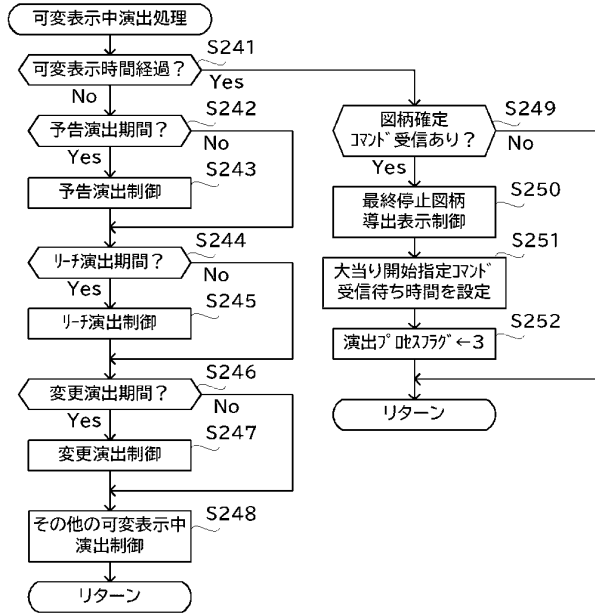 可変表示中演出処理
S241
可変表示時間経過？
Yes
No
S242
予告演出期間？
No
Yes
S243
予告演出制御
S244
ﾘｰﾁ演出期間？
No
Yes
S245
ﾘｰﾁ演出制御
S246
変更演出期間？
No
Yes
S247
変更演出制御
S248
その他の可変表示中
演出制御
リターン
S249
図柄確定
ｺﾏﾝﾄﾞ受信あり？
No
Yes
S250
最終停止図柄
導出表示制御
S251
大当り開始指定ｺﾏﾝﾄﾞ
受信待ち時間を設定
S252
演出ﾌﾟﾛｾｽﾌﾗｸﾞ←3
リターン